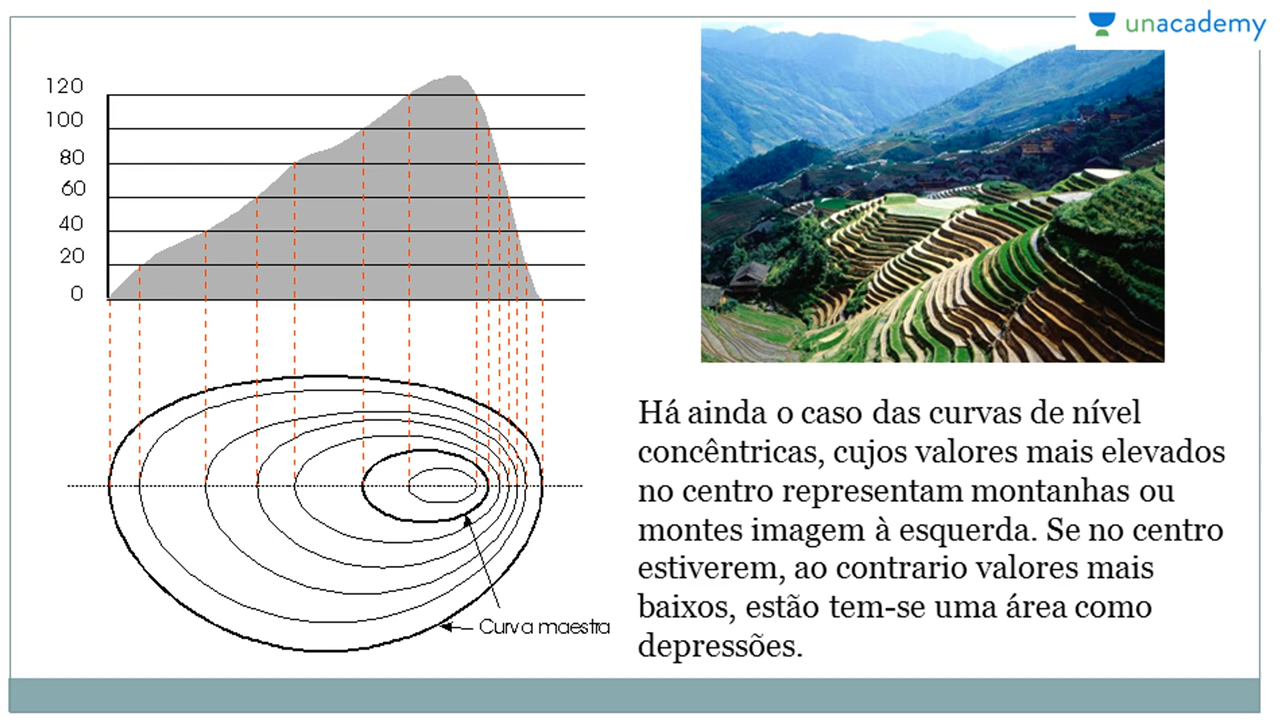 unacademy
120
100
80
60
40
20
0
Curva maestra
Há ainda o caso das curvas de nível
concêntricas, cujos valores mais elevados
no centro representam montanhas ou
montes imagem à esquerda. Se no centro
estiverem, ao contrario valores mais
baixos, estão tem-se uma área como
depressões.